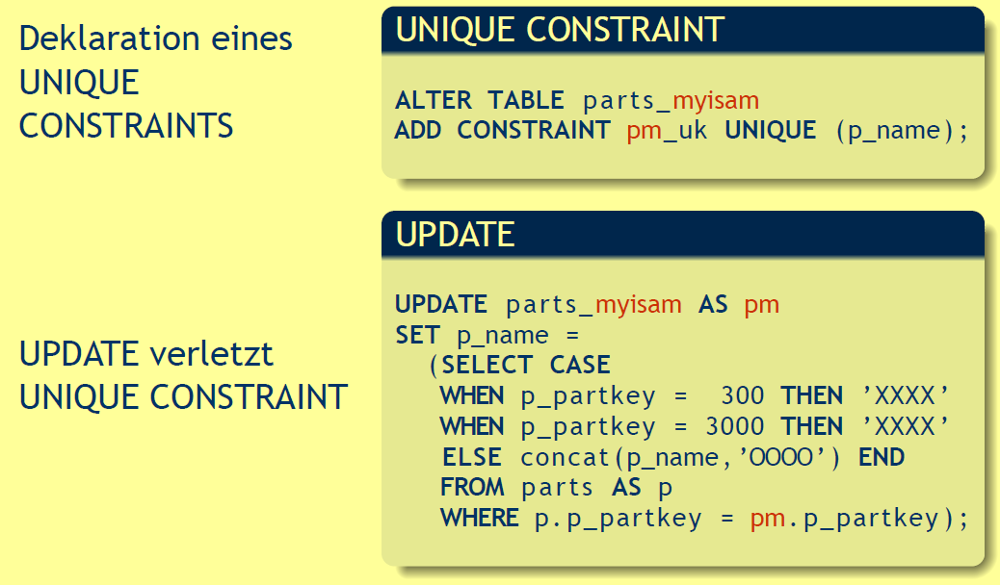 Deklaration eines
UNIQUE
CONSTRAINTS
UNIQUE CONSTRAINT
ALTER TABLE parts_myisam
ADD CONSTRAINT pm_uk UNIQUE (p_name);
UPDATE verletzt
UNIQUE CONSTRAINT
UPDATE
UPDATE parts_myisam AS pm
SET p_name =
(SELECT CASE
WHEN p_partkey = 300 THEN ’XXXX’
WHEN p_partkey = 3000 THEN ’XXXX’
ELSE concat(p_name,’OOOO’) END
FROM parts AS p
WHERE p.p_partkey = pm.p_partkey);